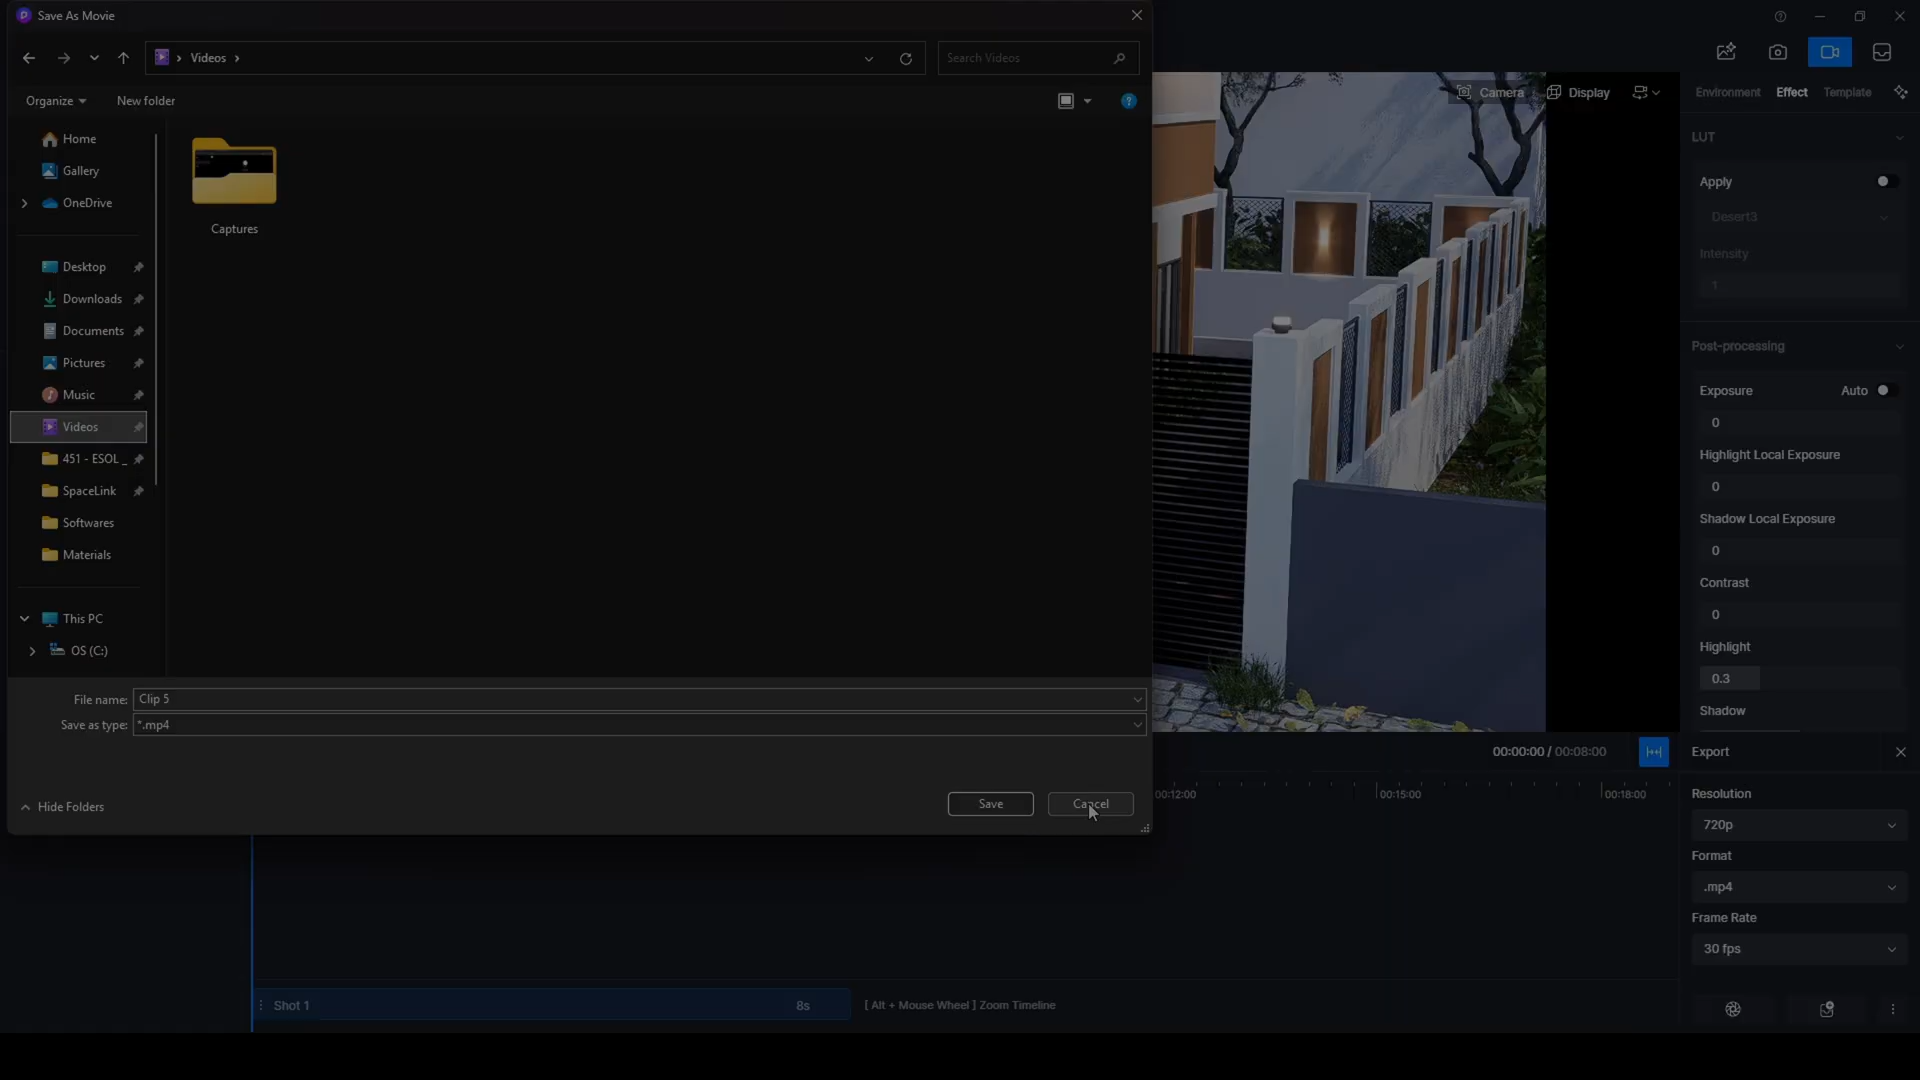 Save As Movie
Videos
Search Videos
Organize
New folder
Home
Gallery
OneDrive
Desktop
Downloads
Documents
Pictures
Music
Videos
451 - ESOL _
SpaceLink
Softwares
Materials
This PC
OS (C:)
Captures
File name: Clip 5
Save as type: *.mp4
Hide Folders
Save
Cancel
Camera
Display
Environment
Effect
Template
LUT
Apply
Desert3
Intensity
1
Post-processing
Exposure
Auto
0
Highlight Local Exposure
0
Shadow Local Exposure
0
Contrast
0
Highlight
0.3
Shadow
00:00:00 / 00:08:00
00:12:00
00:15:00
00:18:00
Export
Resolution
720p
Format
.mp4
Frame Rate
30 fps
Shot 1
8s
[ Alt + Mouse Wheel ] Zoom Timeline